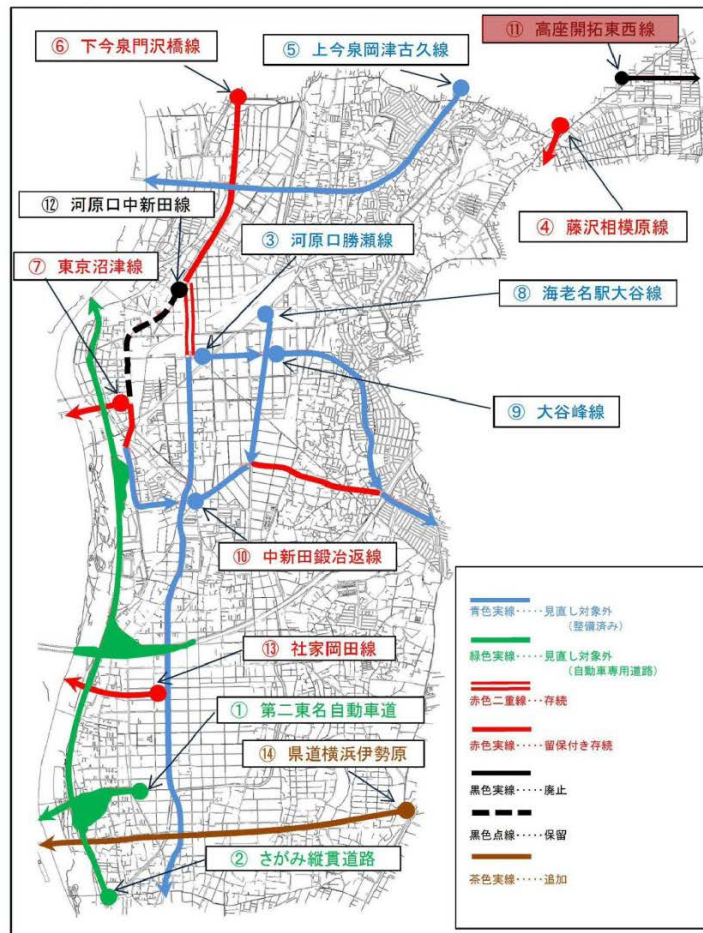 ⑥ 下今泉門沢橋線
⑤ 上今泉岡津古久線
⑪ 高座開拓東西線
⑫ 河原口中新田線
③ 河原口勝瀬線
④ 藤沢相模原線
⑦ 東京沼津線
⑧ 海老名駅大谷線
⑨ 大谷峰線
⑩ 中新田鍛冶返線
⑬ 社家岡田線
① 第二東名自動車道
⑭ 県道横浜伊勢原
② さがみ縦貫道路
青色実線・・・・・見直し対象外
(整備済み)
緑色実線・・・・・見直し対象外
(自動車専用道路)
赤色二重線・・・存続
赤色実線・・・・・留保付き存続
黒色実線・・・・・廃止
黒色点線・・・・・保留
茶色実線・・・・・追加